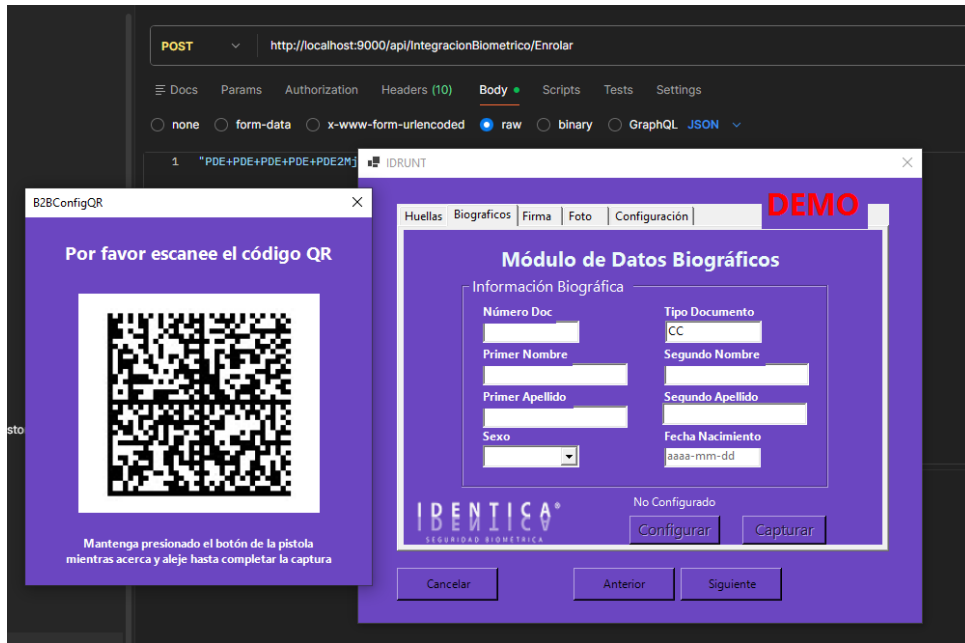 POST
http://localhost:9000/api/IntegracionBiometrico/Enrolar
Docs Params Authorization Headers (10) Body Scripts Tests Settings
none form-data x-www-form-urlencoded raw binary GraphQL JSON
1 "PDE+PDE+PDE+PDE+PDE2Mj
IDRUNT
B2BConfigQR
Por favor escanee el código QR
Mantenga presionado el botón de la pistola
mientras acerca y aleje hasta completar la captura
DEMO
Huellas Biograficos Firma Foto Configuración
Módulo de Datos Biográficos
Información Biográfica
Número Doc Tipo Documento
CC
Primer Nombre Segundo Nombre
Primer Apellido Segundo Apellido
Sexo Fecha Nacimiento
aaaa-mm-dd
IDENTICA®
SEGURIDAD BIOMETRICA
No Configurado
Configurar Capturar
Cancelar Anterior Siguiente
sto